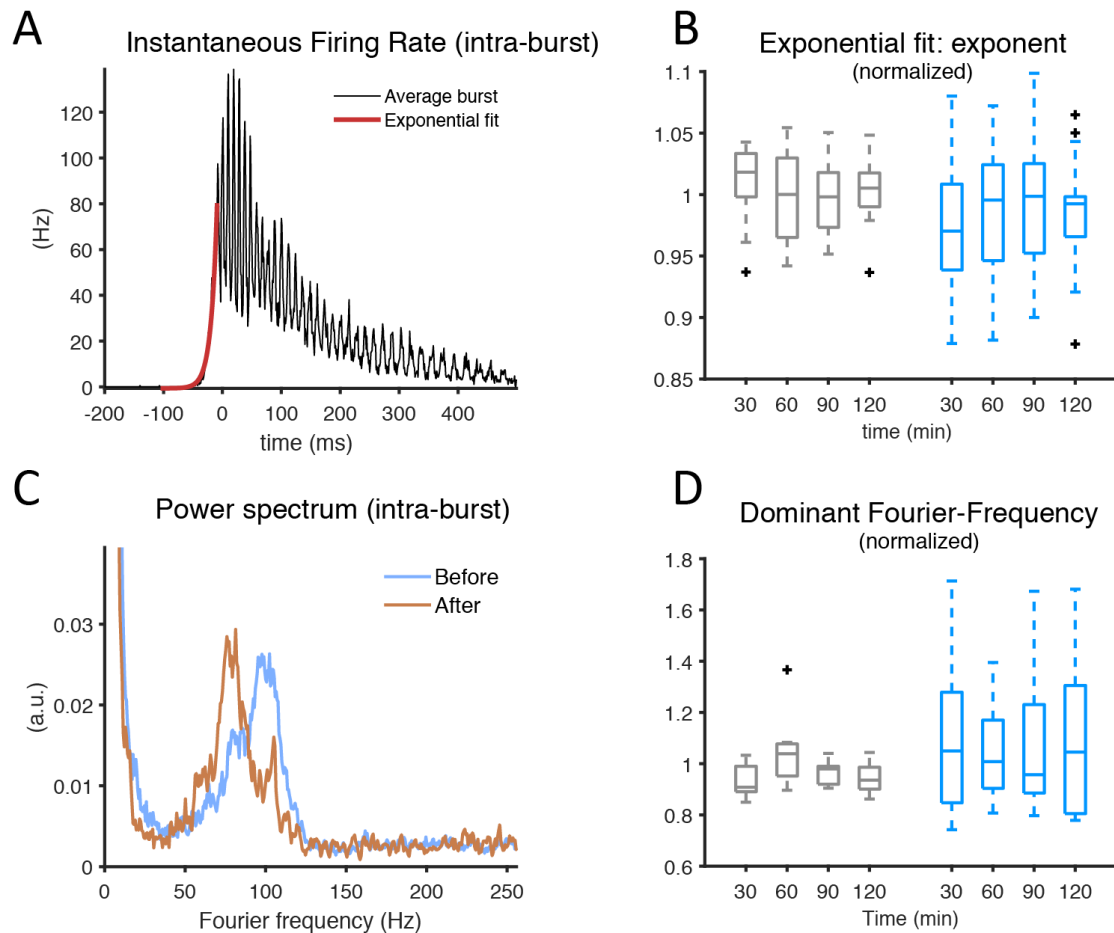 A
Instantaneous Firing Rate (intra-burst)
Average burst
Exponential fit
(Hz)
120
100
80
60
40
20
0
-200 -100 0 100 200 300 400
time (ms)
B
Exponential fit: exponent
(normalized)
1.1
1.05
1
0.95
0.9
0.85
30 60 90 120 30 60 90 120
time (min)
C
Power spectrum (intra-burst)
Before
After
(a.u.)
0.03
0.02
0.01
0
0 50 100 150 200 250
Fourier frequency (Hz)
D
Dominant Fourier-Frequency
(normalized)
1.8
1.6
1.4
1.2
1
0.8
0.6
30 60 90 120 30 60 90 120
Time (min)